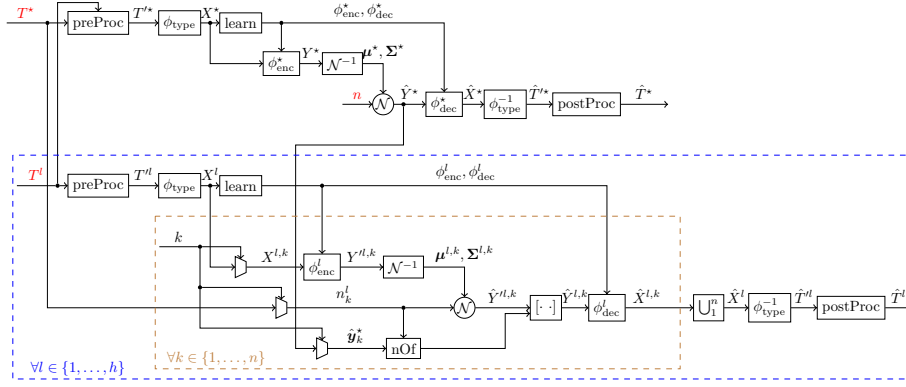 φ*enc, φ*dec
T* preProc T′* φtype X* learn
φ*enc Y* 𝒩⁻¹ μ*, Σ*
n 𝒩 Ŷ* φ*dec X̂* φ⁻¹type T̂′* postProc T̂*
φˡenc, φˡdec
Tˡ preProc T′ˡ φtype Xˡ learn
k
Xˡ,ᵏ φˡenc Y′ˡ,ᵏ 𝒩⁻¹ μˡ,ᵏ, Σˡ,ᵏ
nˡₖ 𝒩 Ŷ′ˡ,ᵏ [· ·] Ŷˡ,ᵏ φˡdec X̂ˡ,ᵏ ⋃ⁿ₁ X̂ˡ φ⁻¹type T̂′ˡ postProc T̂ˡ
ŷ*ₖ nOf
∀k ∈ {1, . . . , n}
∀l ∈ {1, . . . , h}